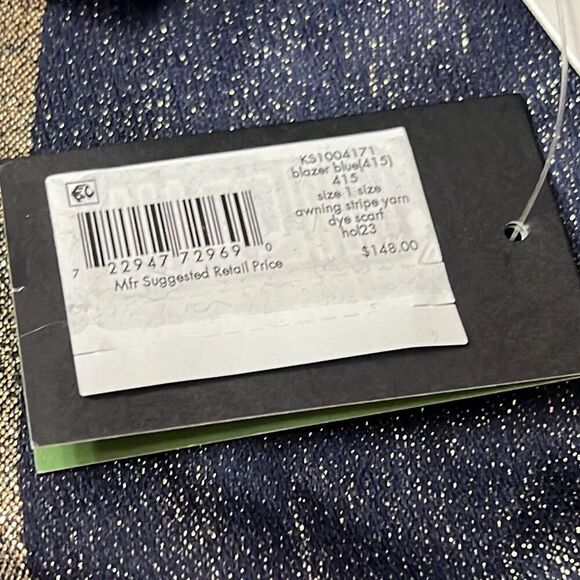 KS1004171
blazer blue(415)
415
size 1 size
awning stripe yarn
dye scarf
hol23
$148.00
7 22947 72969 0
Mfr Suggested Retail Price